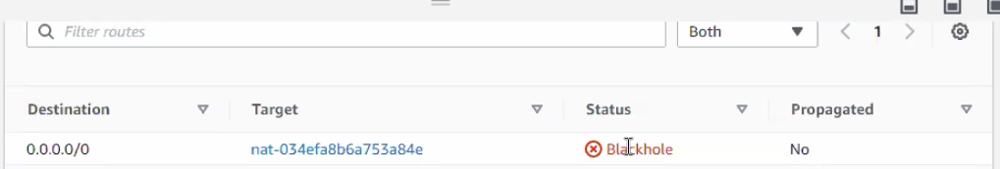 Filter routes Both 1
Destination Target Status Propagated
0.0.0.0/0 nat-034efa8b6a753a84e Blackhole No